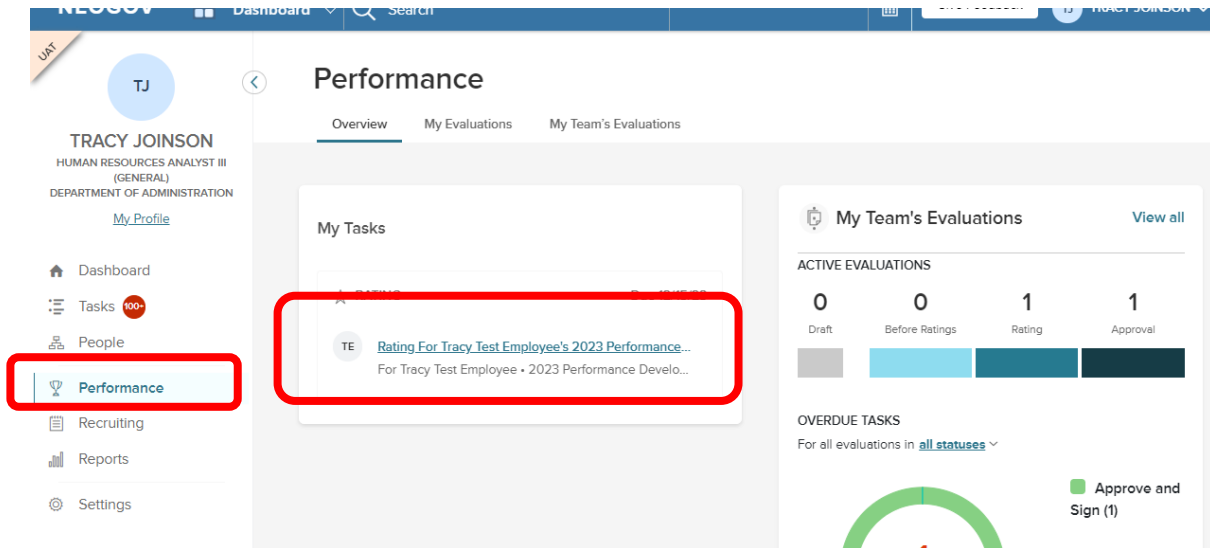 NEOGOV Dashboard Search TRACY JOINSON
UAT
TJ
TRACY JOINSON
HUMAN RESOURCES ANALYST III
(GENERAL)
DEPARTMENT OF ADMINISTRATION
My Profile
Dashboard
Tasks 100+
People
Performance
Recruiting
Reports
Settings
Performance
Overview My Evaluations My Team's Evaluations
My Tasks
RATING
TE Rating For Tracy Test Employee's 2023 Performance...
For Tracy Test Employee • 2023 Performance Develo...
My Team's Evaluations View all
ACTIVE EVALUATIONS
0 0 1 1
Draft Before Ratings Rating Approval
OVERDUE TASKS
For all evaluations in all statuses
Approve and
Sign (1)